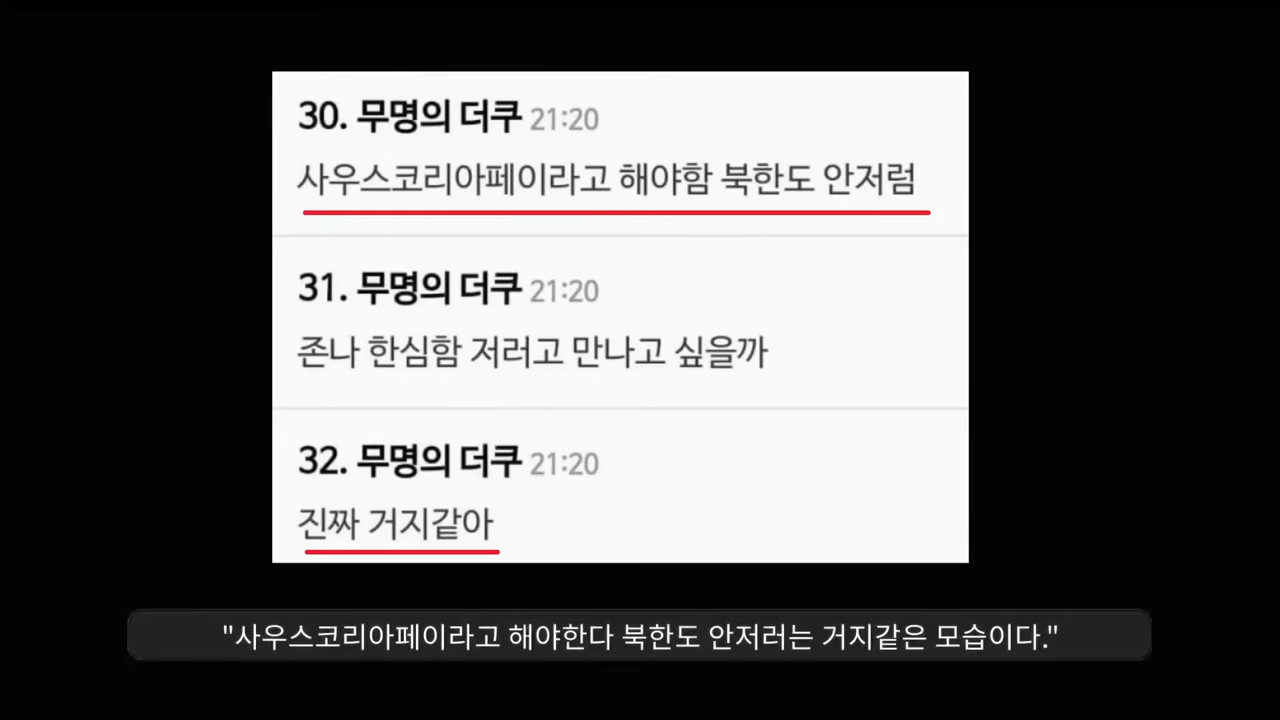 30. 무명의 더쿠 21:20
사우스코리아페이라고 해야함 북한도 안저럼
31. 무명의 더쿠 21:20
존나 한심함 저러고 만나고 싶을까
32. 무명의 더쿠 21:20
진짜 거지같아
"사우스코리아페이라고 해야한다 북한도 안저러는 거지같은 모습이다."